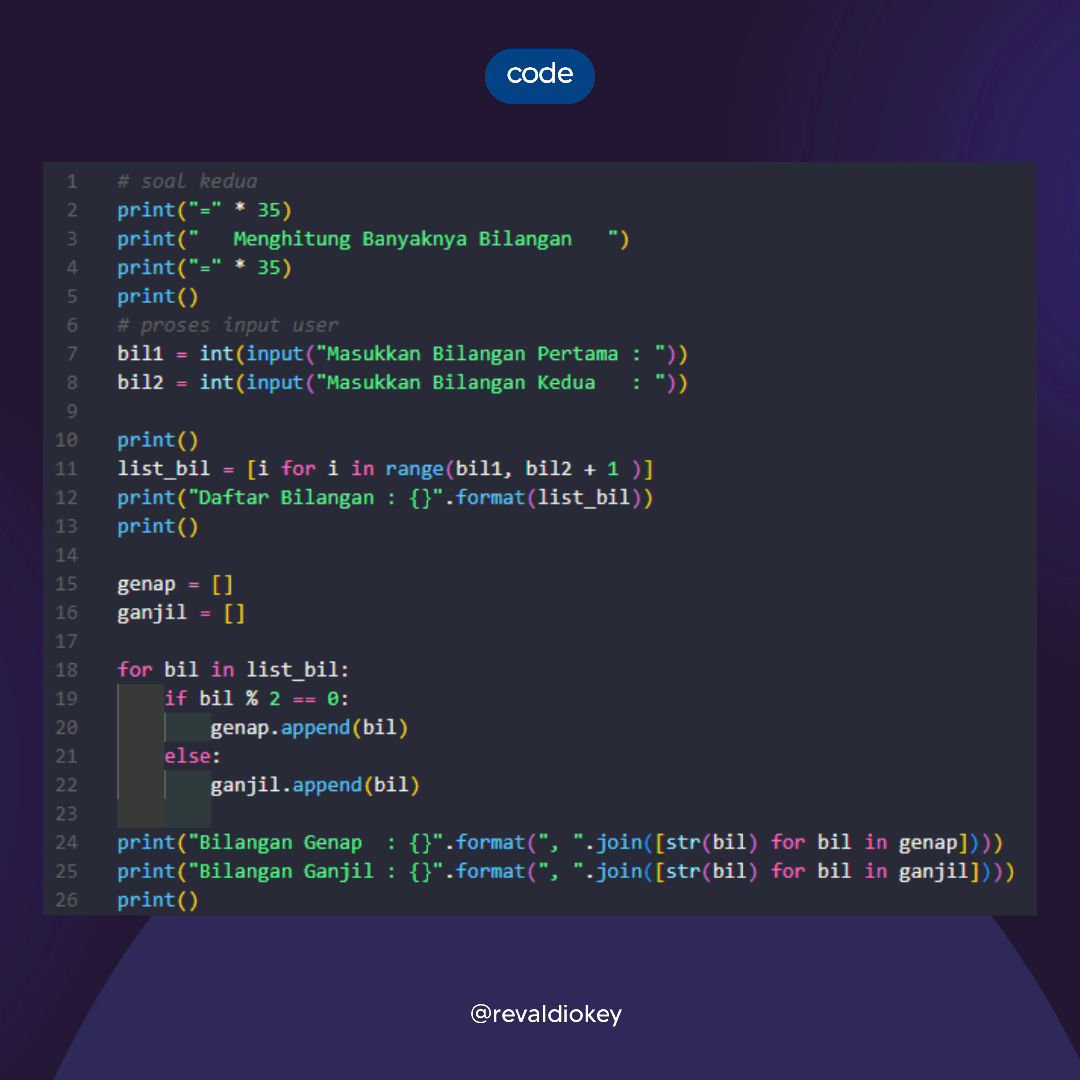 code
1 # soal kedua
2 print("=" * 35)
3 print("   Menghitung Banyaknya Bilangan   ")
4 print("=" * 35)
5 print()
6 # proses input user
7 bil1 = int(input("Masukkan Bilangan Pertama : "))
8 bil2 = int(input("Masukkan Bilangan Kedua   : "))
9
10 print()
11 list_bil = [i for i in range(bil1, bil2 + 1 )]
12 print("Daftar Bilangan : {}".format(list_bil))
13 print()
14
15 genap = []
16 ganjil = []
17
18 for bil in list_bil:
19     if bil % 2 == 0:
20         genap.append(bil)
21     else:
22         ganjil.append(bil)
23
24 print("Bilangan Genap  : {}".format(", ".join([str(bil) for bil in genap])))
25 print("Bilangan Ganjil : {}".format(", ".join([str(bil) for bil in ganjil])))
26 print()
@revaldiokey